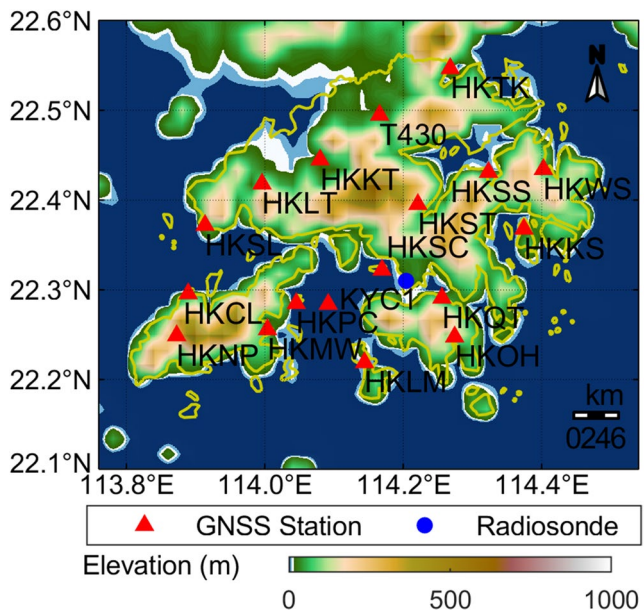 22.6°N
N
HKTK
22.5°N
T430
HKKT
HKSS
HKWS
22.4°N
HKLT
HKST
HKSL
HKSC
HKKS
22.3°N
HKCL
HKPC
KYC1
HKQT
HKNP
HKMW
HKOH
22.2°N
HKLM
km
0246
22.1°N
113.8°E 114.0°E 114.2°E 114.4°E
GNSS Station Radiosonde
Elevation (m)
0 500 1000